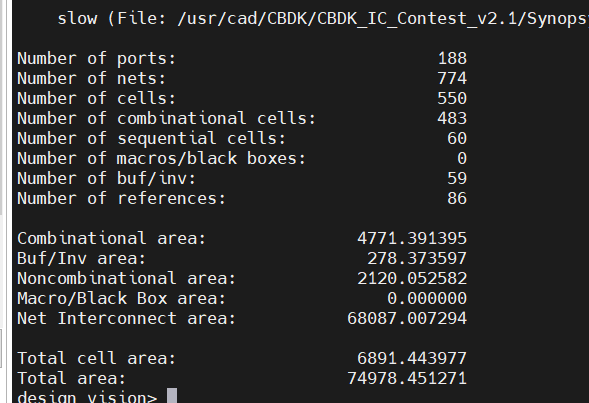 slow (File: /usr/cad/CBDK/CBDK_IC_Contest_v2.1/Synops
Number of ports: 188
Number of nets: 774
Number of cells: 550
Number of combinational cells: 483
Number of sequential cells: 60
Number of macros/black boxes: 0
Number of buf/inv: 59
Number of references: 86
Combinational area: 4771.391395
Buf/Inv area: 278.373597
Noncombinational area: 2120.052582
Macro/Black Box area: 0.000000
Net Interconnect area: 68087.007294
Total cell area: 6891.443977
Total area: 74978.451271
design_vision>